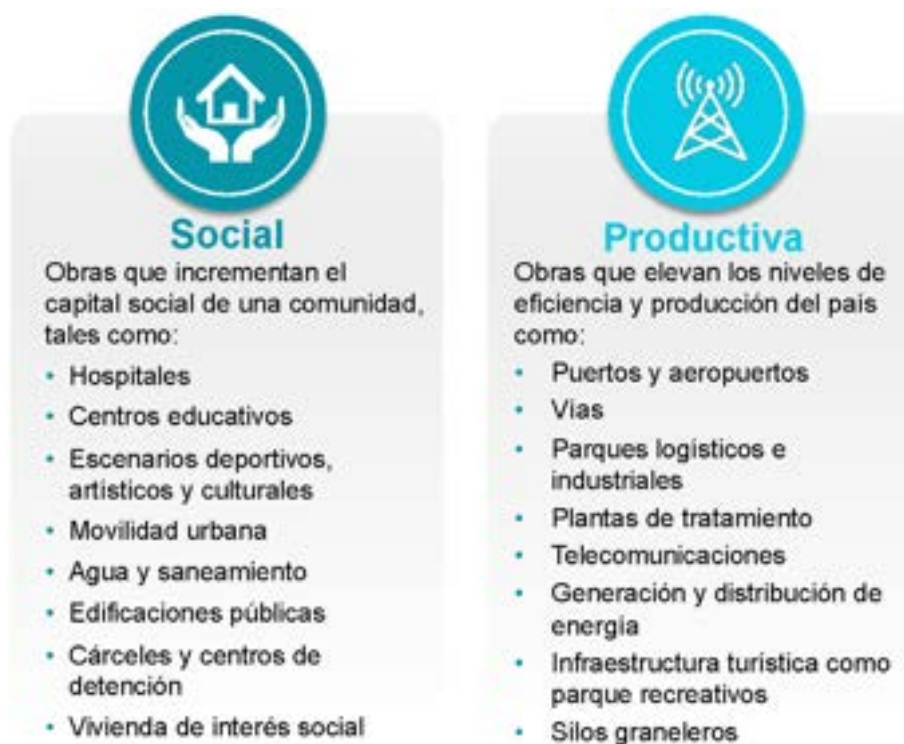 Social
Obras que incrementan el
capital social de una comunidad,
tales como:
• Hospitales
• Centros educativos
• Escenarios deportivos,
artísticos y culturales
• Movilidad urbana
• Agua y saneamiento
• Edificaciones públicas
• Cárceles y centros de
detención
• Vivienda de interés social
Productiva
Obras que elevan los niveles de
eficiencia y producción del país
como:
• Puertos y aeropuertos
• Vías
• Parques logísticos e
industriales
• Plantas de tratamiento
• Telecomunicaciones
• Generación y distribución de
energía
• Infraestructura turística como
parque recreativos
• Silos graneleros